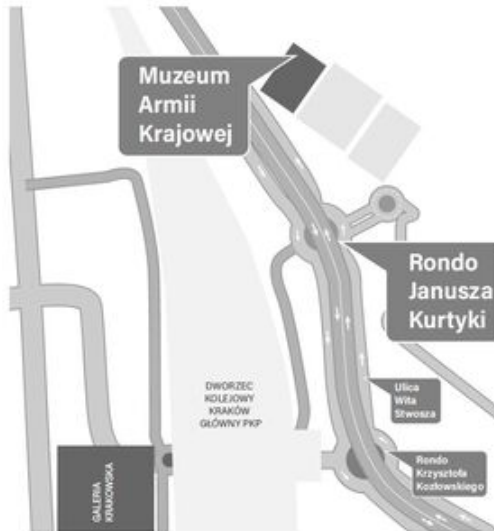 Muzeum
Armii
Krajowej
Rondo
Janusza
Kurtyki
DWORZEC
KOLEJOWY
KRAKÓW
GŁÓWNY PKP
Ulica
Wita
Stwosza
Rondo
Krzysztofa
Kozłowskiego
GALERIA
KRAKOWSKA